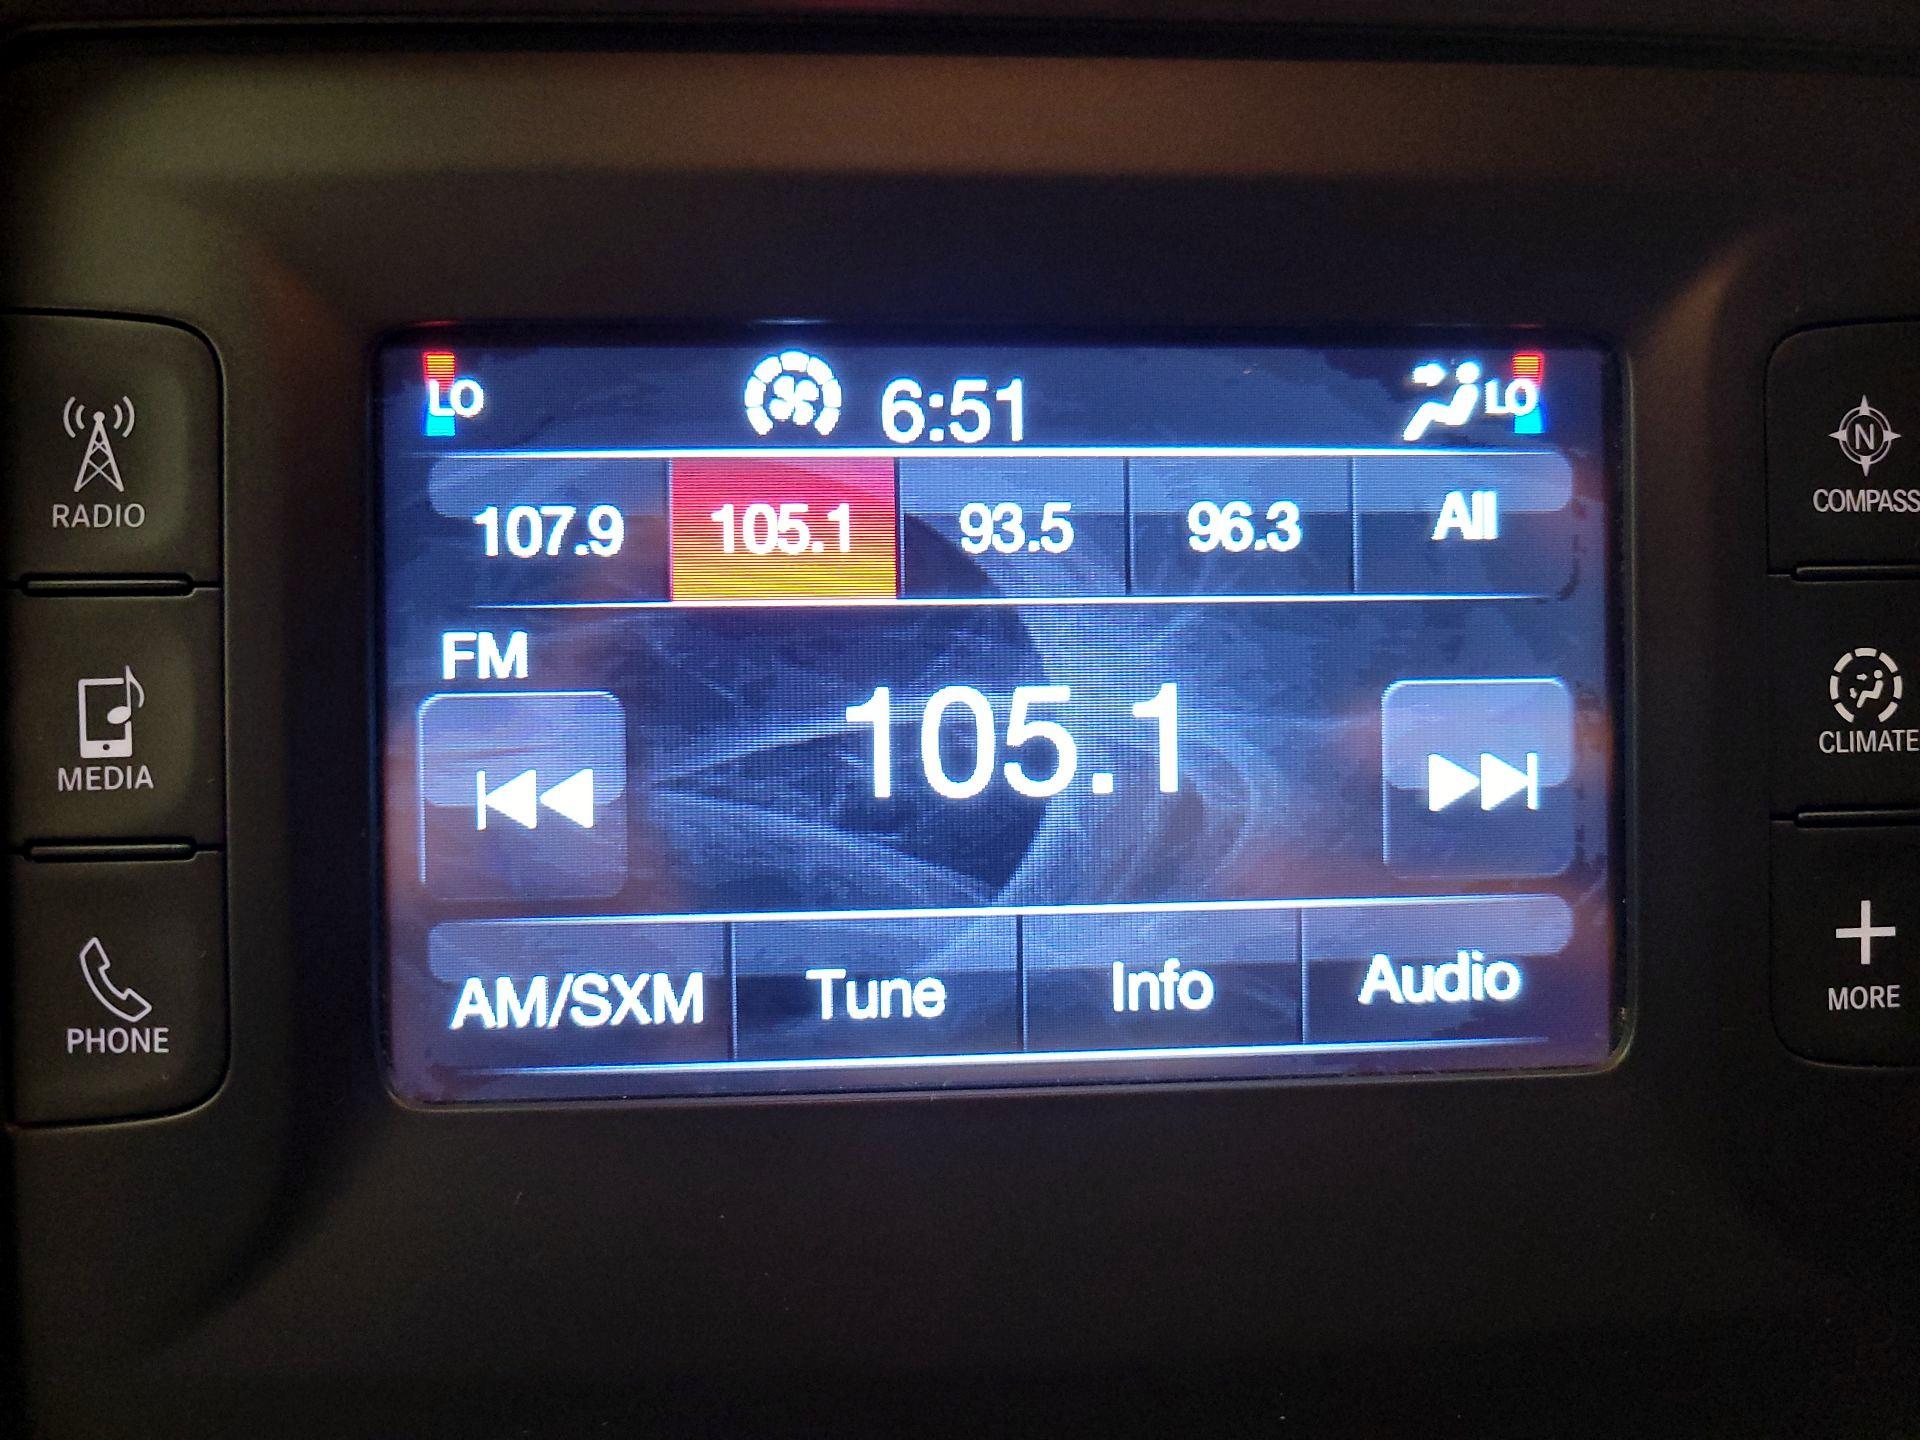 LO 6:51 LO
107.9 105.1 93.5 96.3 All
FM
105.1
AM/SXM Tune Info Audio
RADIO
MEDIA
PHONE
N
COMPASS
CLIMATE
MORE